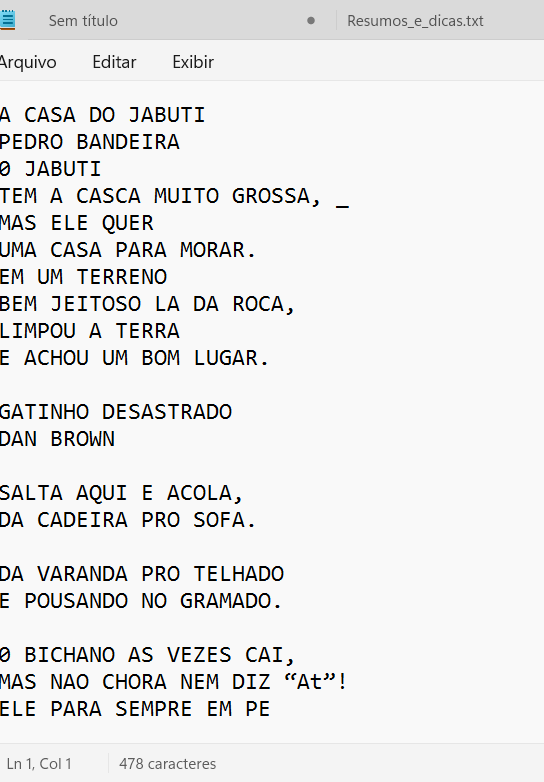 Sem título
Resumos_e_dicas.txt
Arquivo Editar Exibir
A CASA DO JABUTI
PEDRO BANDEIRA
0 JABUTI
TEM A CASCA MUITO GROSSA, _
MAS ELE QUER
UMA CASA PARA MORAR.
EM UM TERRENO
BEM JEITOSO LA DA ROCA,
LIMPOU A TERRA
E ACHOU UM BOM LUGAR.
GATINHO DESASTRADO
DAN BROWN
SALTA AQUI E ACOLA,
DA CADEIRA PRO SOFA.
DA VARANDA PRO TELHADO
E POUSANDO NO GRAMADO.
0 BICHANO AS VEZES CAI,
MAS NAO CHORA NEM DIZ “At”!
ELE PARA SEMPRE EM PE
Ln 1, Col 1 478 caracteres